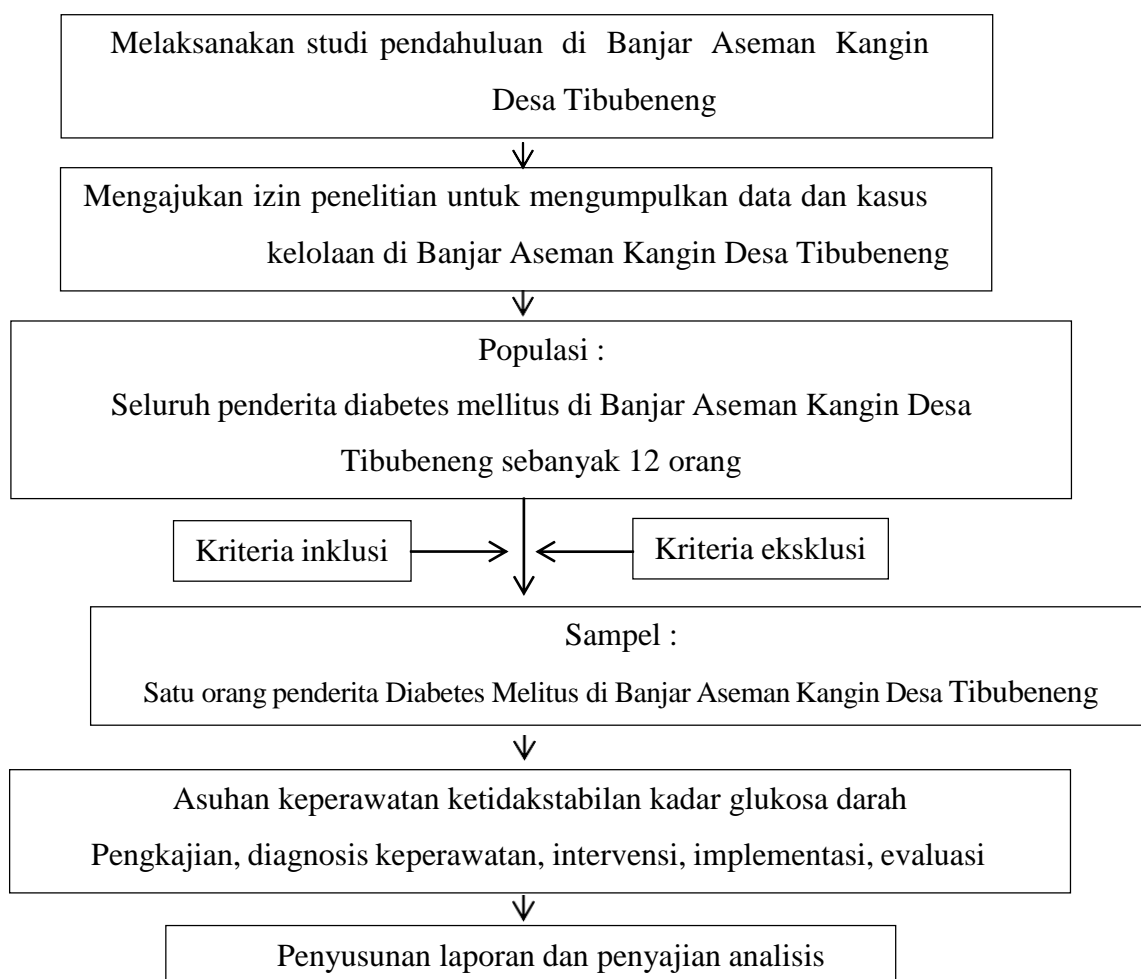 Melaksanakan studi pendahuluan di Banjar Aseman Kangin
Desa Tibubeneng
Mengajukan izin penelitian untuk mengumpulkan data dan kasus
kelolaan di Banjar Aseman Kangin Desa Tibubeneng
Populasi :
Seluruh penderita diabetes mellitus di Banjar Aseman Kangin Desa
Tibubeneng sebanyak 12 orang
Kriteria inklusi
Kriteria eksklusi
Sampel :
Satu orang penderita Diabetes Melitus di Banjar Aseman Kangin Desa Tibubeneng
Asuhan keperawatan ketidakstabilan kadar glukosa darah
Pengkajian, diagnosis keperawatan, intervensi, implementasi, evaluasi
Penyusunan laporan dan penyajian analisis